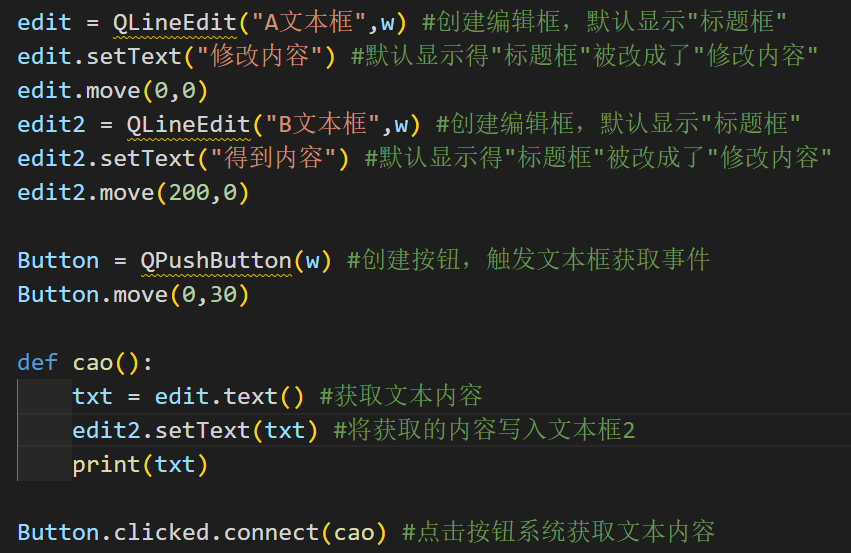 edit = QLineEdit("A文本框",w) #创建编辑框，默认显示"标题框"
edit.setText("修改内容") #默认显示得"标题框"被改成了"修改内容"
edit.move(0,0)
edit2 = QLineEdit("B文本框",w) #创建编辑框，默认显示"标题框"
edit2.setText("得到内容") #默认显示得"标题框"被改成了"修改内容"
edit2.move(200,0)
Button = QPushButton(w) #创建按钮，触发文本框获取事件
Button.move(0,30)
def cao():
txt = edit.text() #获取文本内容
edit2.setText(txt) #将获取的内容写入文本框2
print(txt)
Button.clicked.connect(cao) #点击按钮系统获取文本内容